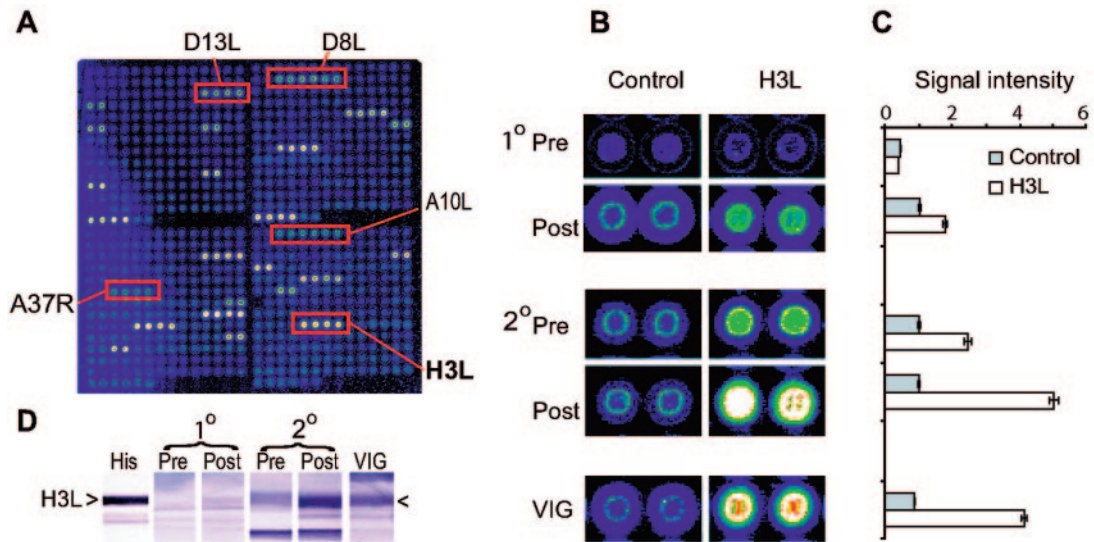 A
D13L
D8L
A10L
A37R
H3L
B
Control
H3L
1° Pre
Post
2° Pre
Post
VIG
C
Signal intensity
0 2 4 6
Control
H3L
D
1° 2°
His Pre Post Pre Post VIG
H3L > <